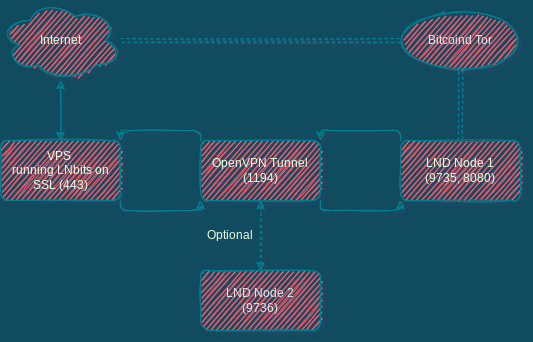 Internet
Bitcoind Tor
VPS
running LNbits on
SSL (443)
OpenVPN Tunnel
(1194)
LND Node 1
(9735, 8080)
Optional
LND Node 2
(9736)